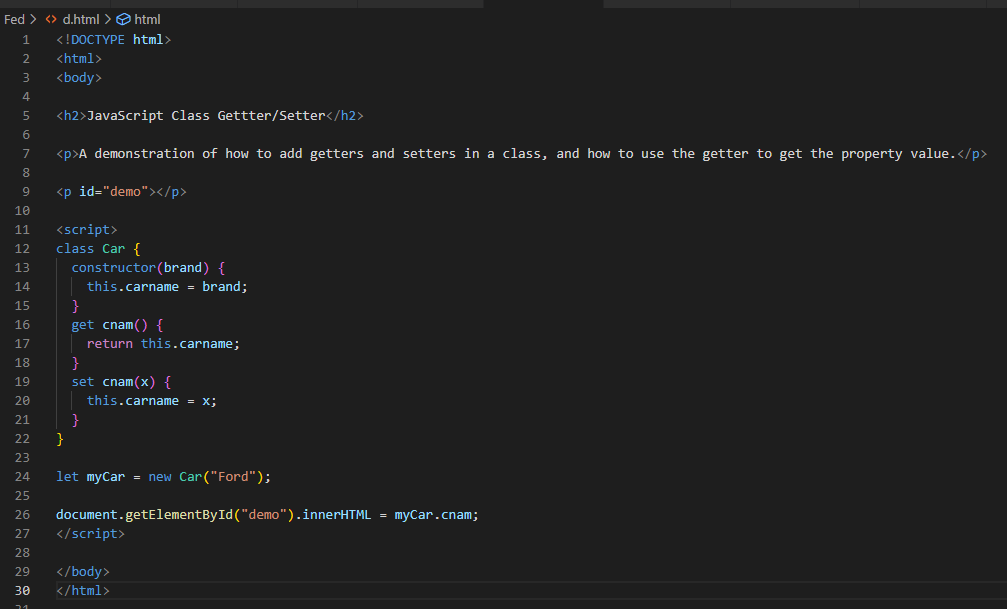 Fed > <> d.html > html
1 <!DOCTYPE html>
2 <html>
3 <body>
4
5 <h2>JavaScript Class Gettter/Setter</h2>
6
7 <p>A demonstration of how to add getters and setters in a class, and how to use the getter to get the property value.</p>
8
9 <p id="demo"></p>
10
11 <script>
12 class Car {
13   constructor(brand) {
14     this.carname = brand;
15   }
16   get cnam() {
17     return this.carname;
18   }
19   set cnam(x) {
20     this.carname = x;
21   }
22 }
23
24 let myCar = new Car("Ford");
25
26 document.getElementById("demo").innerHTML = myCar.cnam;
27 </script>
28
29 </body>
30 </html>
31